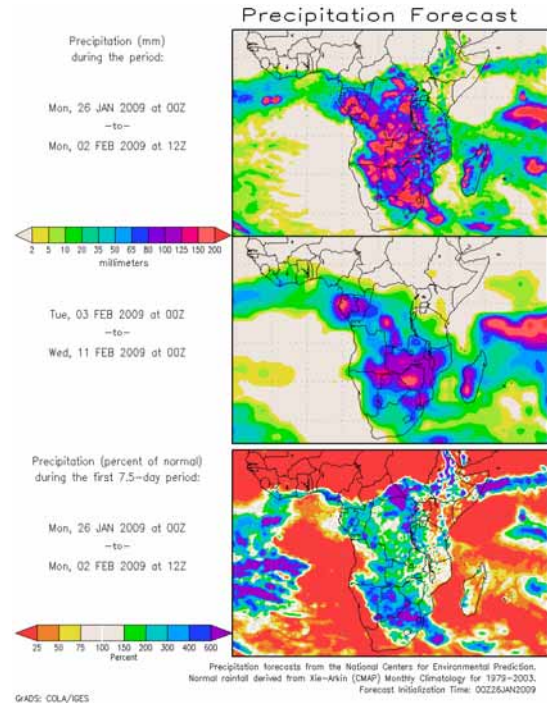 Precipitation Forecast
Precipitation (mm)
during the period:
Mon, 26 JAN 2009 at 00Z
—to—
Mon, 02 FEB 2009 at 12Z
2 5 10 20 35 50 65 80 100 125 150 200
millimeters
Tue, 03 FEB 2009 at 00Z
—to—
Wed, 11 FEB 2009 at 00Z
Precipitation (percent of normal)
during the first 7.5-day period:
Mon, 26 JAN 2009 at 00Z
—to—
Mon, 02 FEB 2009 at 12Z
25 50 75 100 150 200 300 400 600
Percent
Precipitation forecasts from the National Centers for Environmental Prediction.
Normal rainfall derived from Xie-Arkin (CMAP) Monthly Climatology for 1979-2003.
Forecast Initialization Time: 00Z26JAN2009
GrADS: COLA/IGES